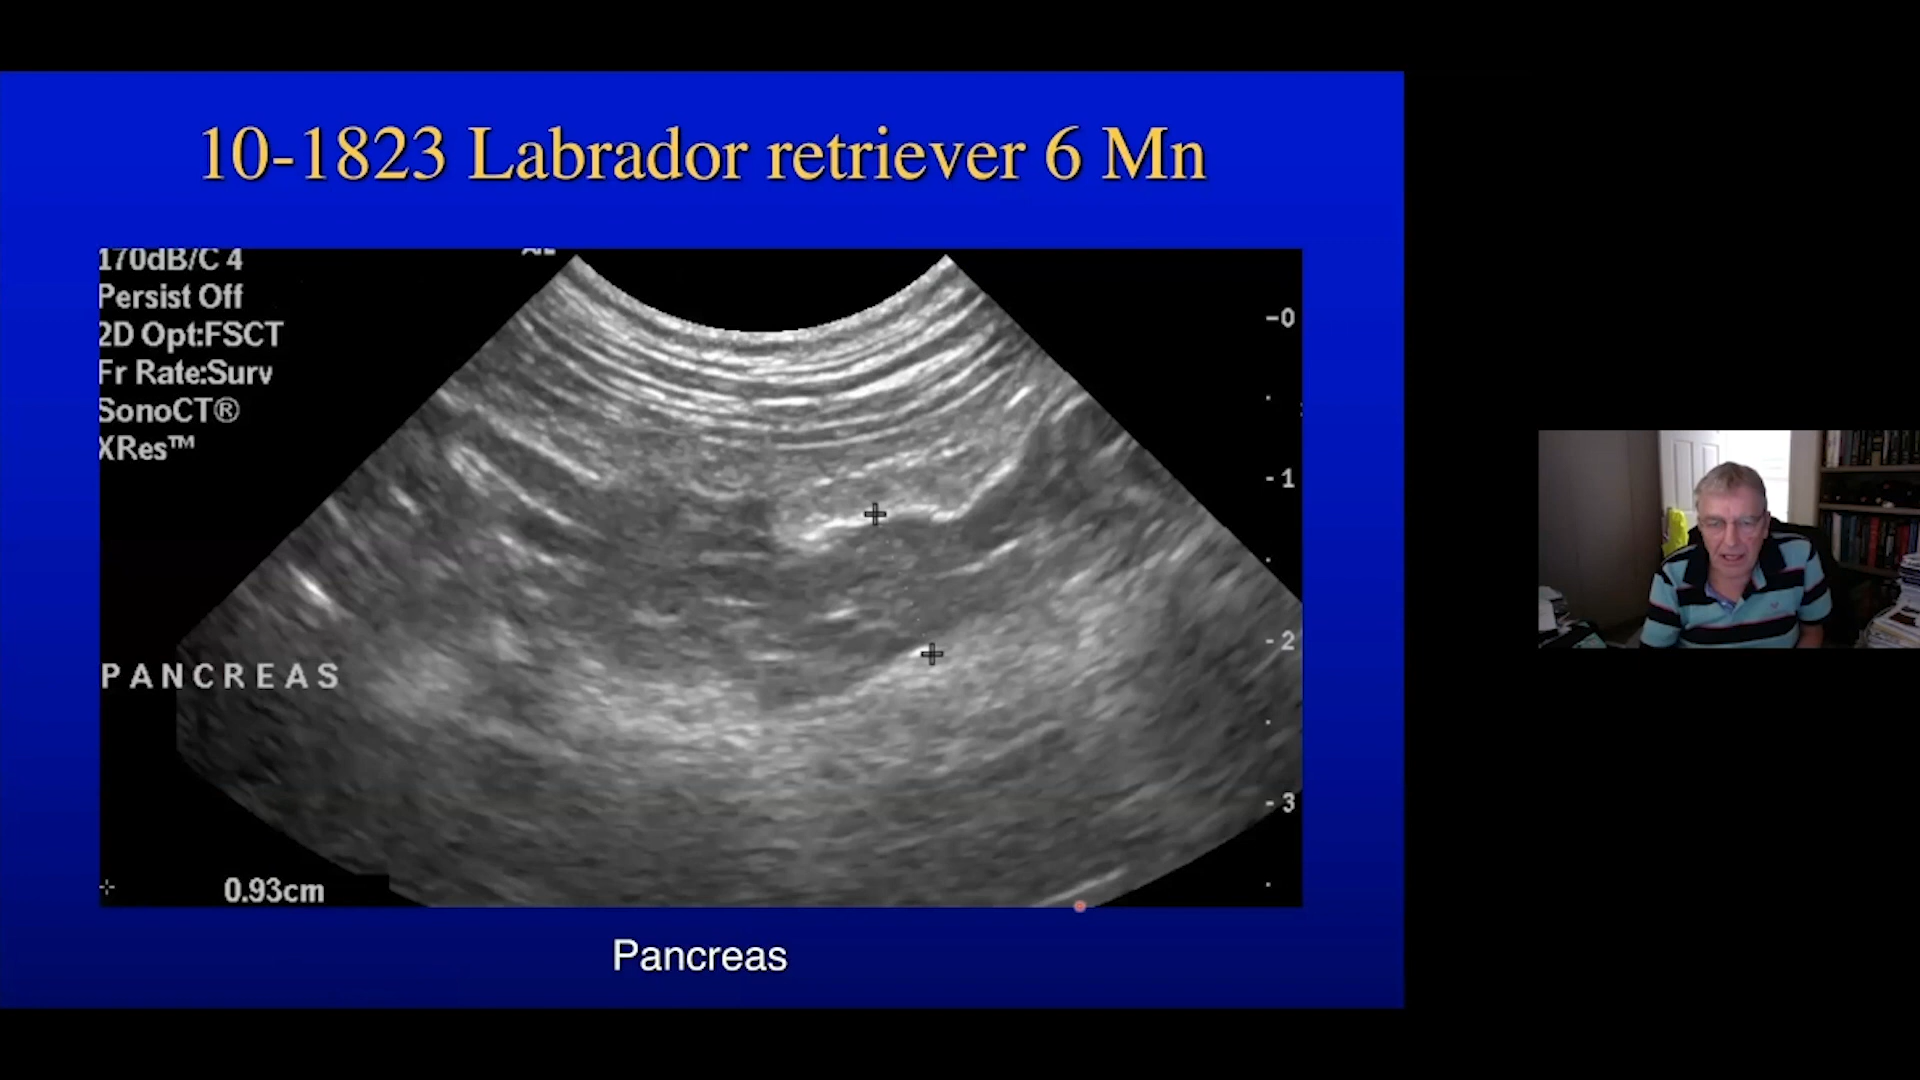 10-1823 Labrador retriever 6 Mn
170dB/C 4
Persist Off
2D Opt:FSCT
Fr Rate:Surv
SonoCT®
XRes™
-0
-1
-2
-3
PANCREAS
0.93cm
Pancreas